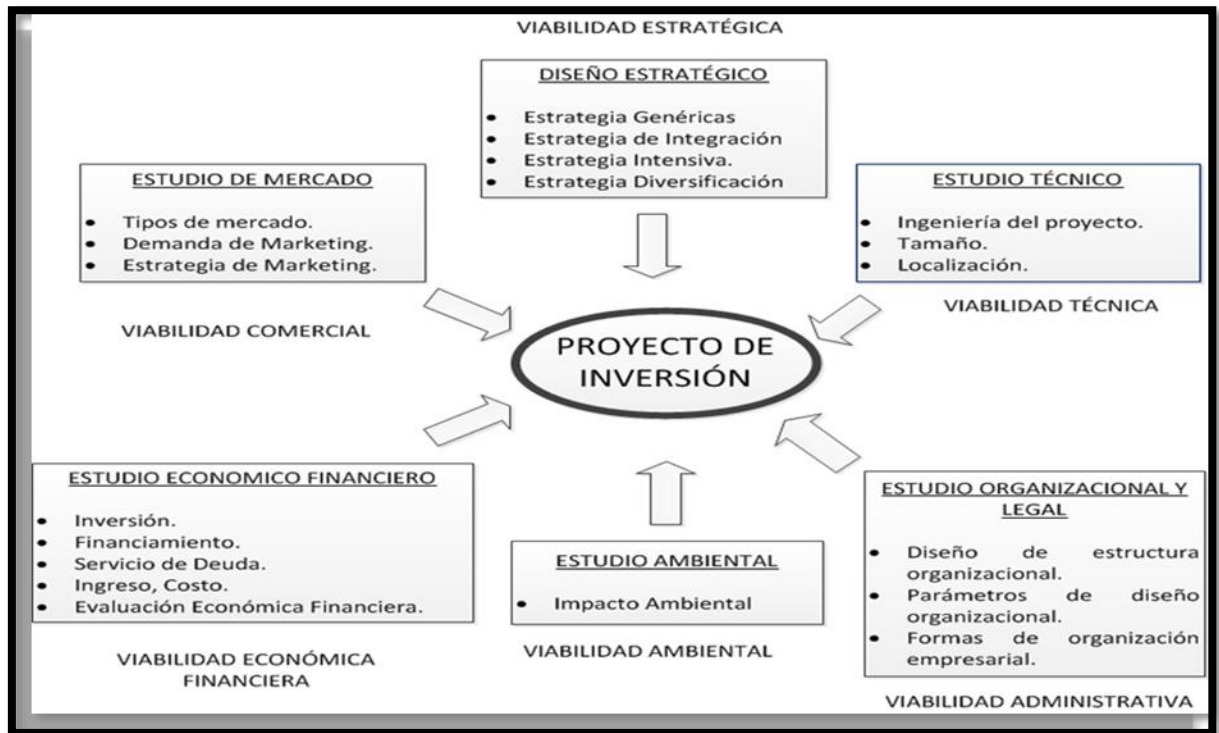 VIABILIDAD ESTRATÉGICA
DISEÑO ESTRATÉGICO
• Estrategia Genéricas
• Estrategia de Integración
• Estrategia Intensiva.
• Estrategia Diversificación
ESTUDIO DE MERCADO
• Tipos de mercado.
• Demanda de Marketing.
• Estrategia de Marketing.
VIABILIDAD COMERCIAL
ESTUDIO TÉCNICO
• Ingeniería del proyecto.
• Tamaño.
• Localización.
VIABILIDAD TÉCNICA
PROYECTO DE
INVERSIÓN
ESTUDIO ECONOMICO FINANCIERO
• Inversión.
• Financiamiento.
• Servicio de Deuda.
• Ingreso, Costo.
• Evaluación Económica Financiera.
VIABILIDAD ECONÓMICA
FINANCIERA
ESTUDIO AMBIENTAL
• Impacto Ambiental
VIABILIDAD AMBIENTAL
ESTUDIO ORGANIZACIONAL Y
LEGAL
• Diseño de estructura
organizacional.
• Parámetros de diseño
organizacional.
• Formas de organización
empresarial.
VIABILIDAD ADMINISTRATIVA